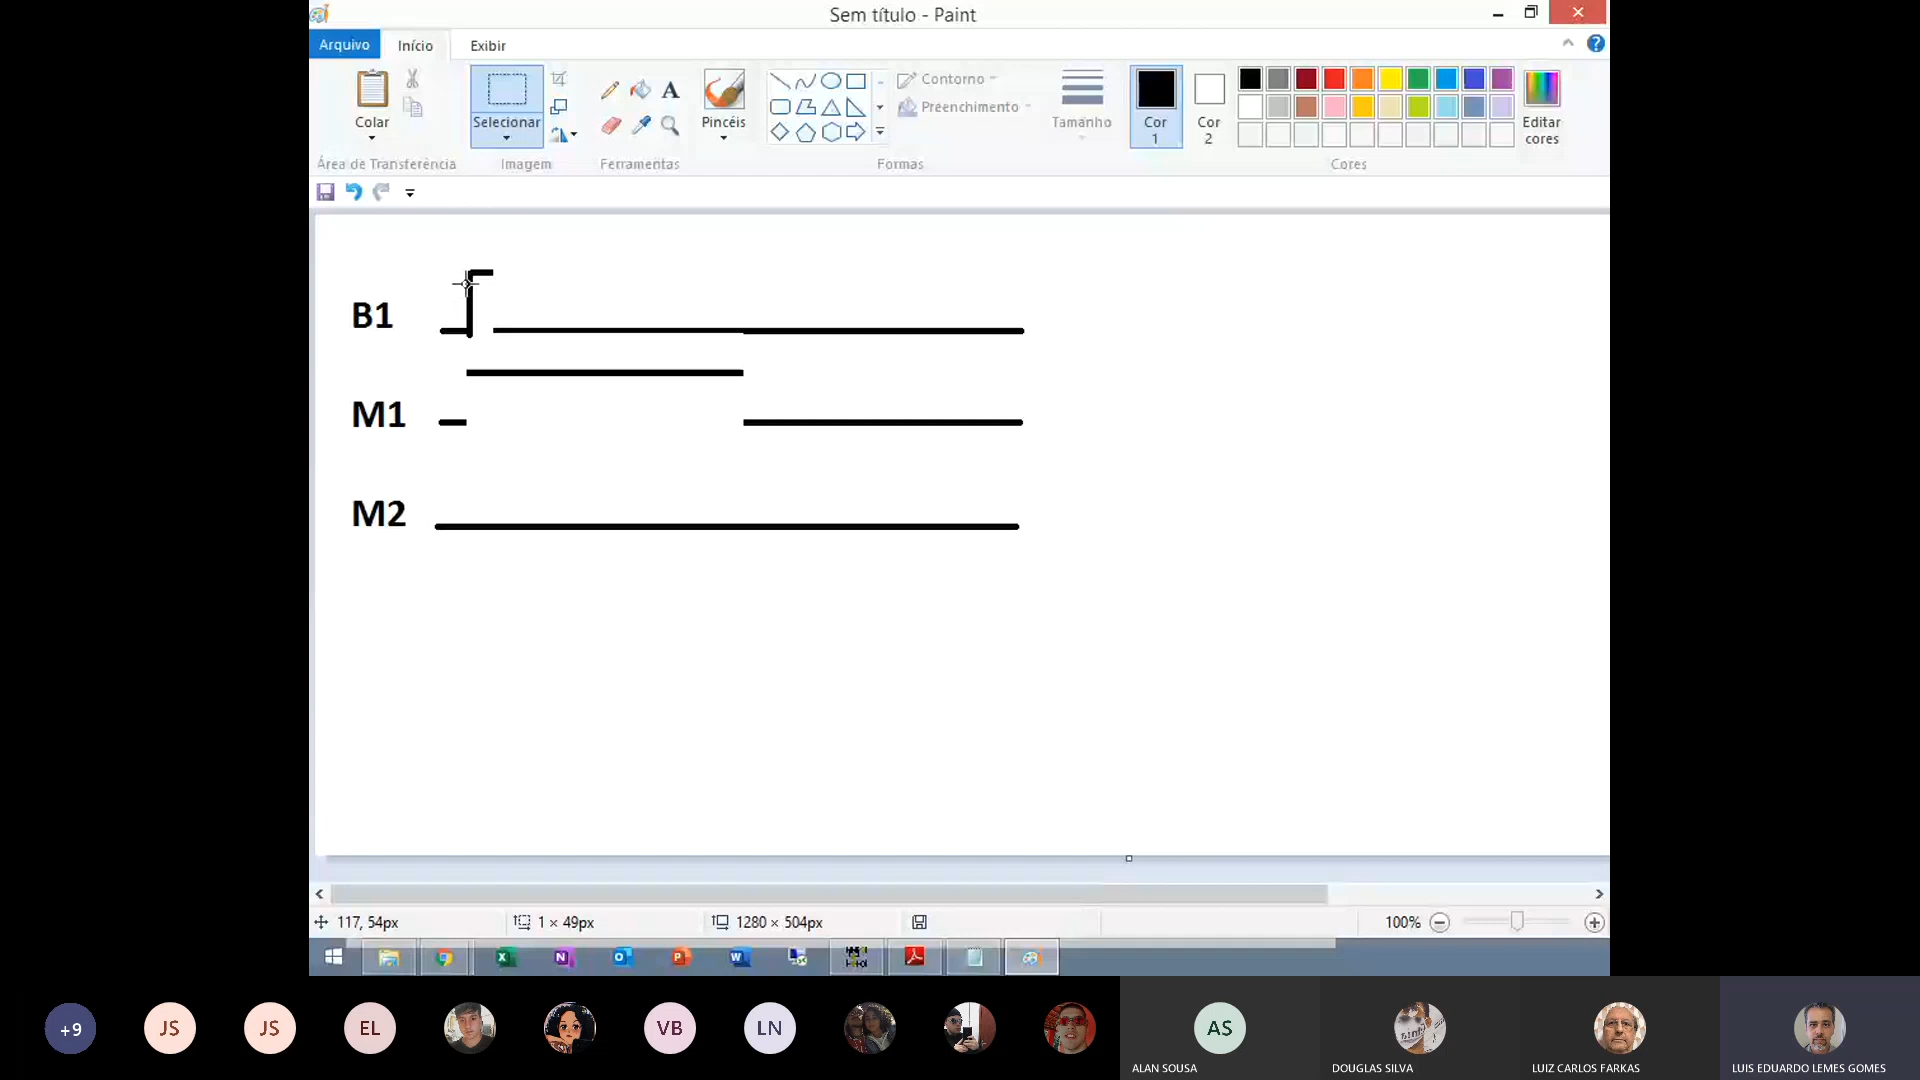 Sem título - Paint
Arquivo Início Exibir
Colar
Selecionar
Pincéis
Contorno
Preenchimento
Tamanho
Cor 1
Cor 2
Editar cores
Área de Transferência Imagem Ferramentas Formas Cores
B1
M1
M2
117, 54px 1 × 49px 1280 × 504px 100%
+9 JS JS EL VB LN AS
ALAN SOUSA DOUGLAS SILVA LUIZ CARLOS FARKAS LUIS EDUARDO LEMES GOMES